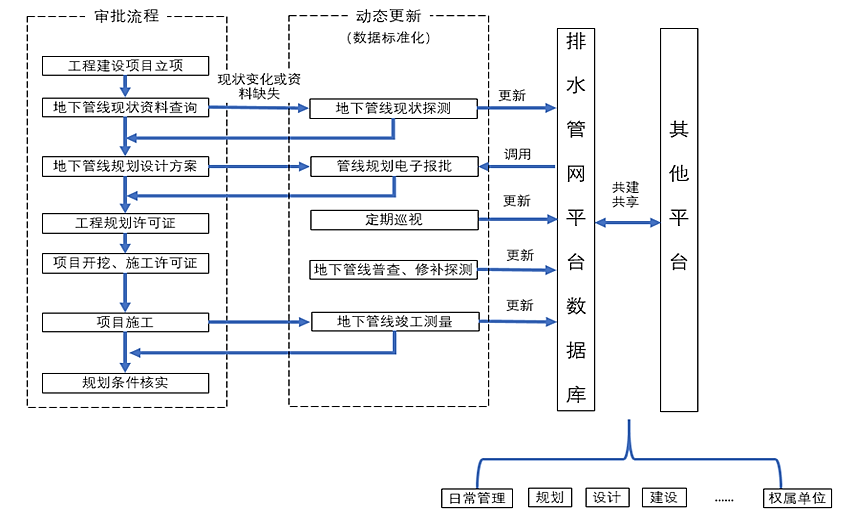 审批流程
工程建设项目立项
地下管线现状资料查询
地下管线规划设计方案
工程规划许可证
项目开挖、施工许可证
项目施工
规划条件核实
现状变化或资
料缺失
动态更新
(数据标准化)
地下管线现状探测
管线规划电子报批
定期巡视
地下管线普查、修补探测
地下管线竣工测量
更新
调用
更新
更新
更新
排水管网平台数据库
共建
共享
其他平台
日常管理
规划
设计
建设
......
权属单位